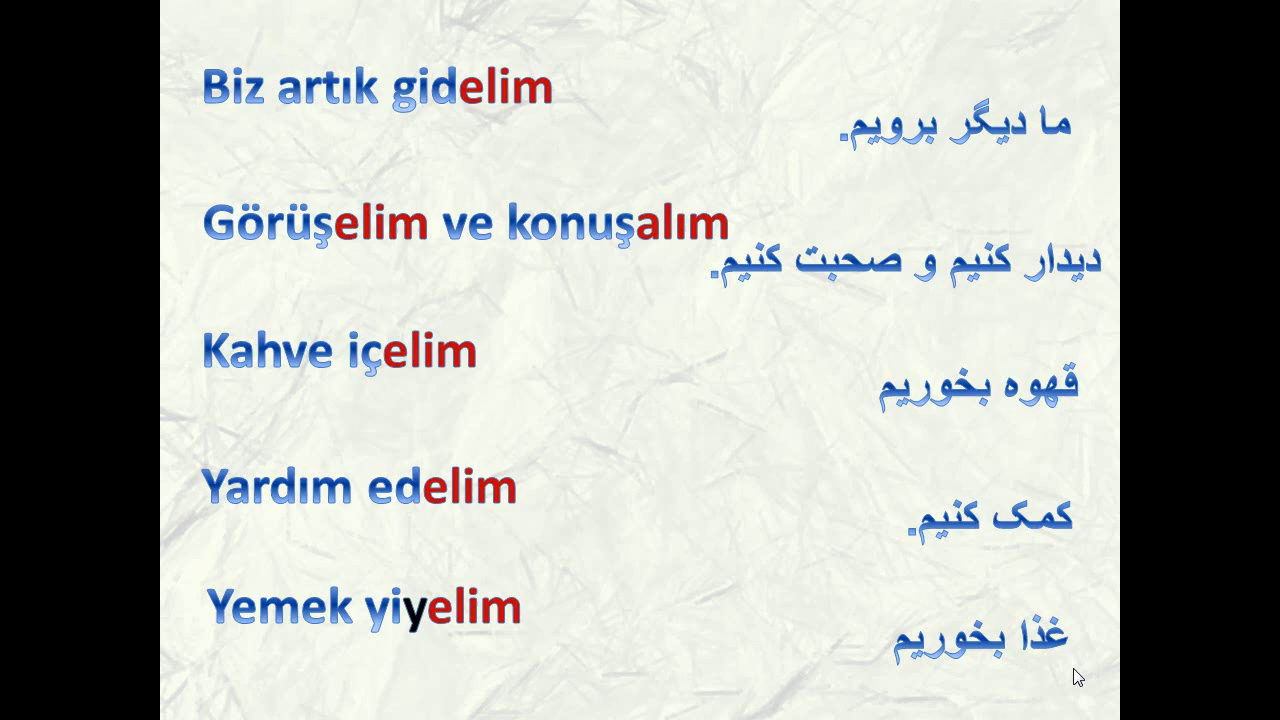 Biz artık gidelim
ما دیگر برویم.
Görüşelim ve konuşalım
دیدار کنیم و صحبت کنیم.
Kahve içelim
قهوه بخوریم
Yardım edelim
کمک کنیم.
Yemek yiyelim
غذا بخوریم